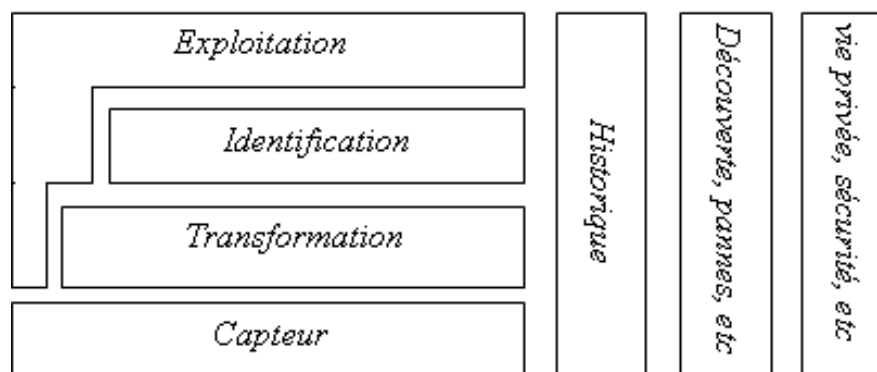 Exploitation
Identification
Transformation
Capteur
Historique
Découverte, pannes, etc
vie privée, sécurité, etc